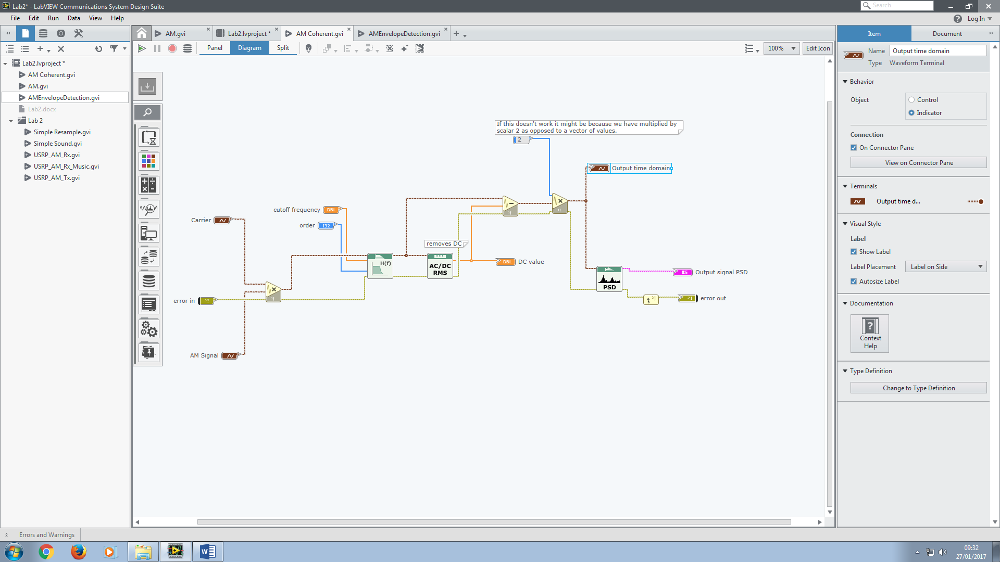 Lab2* - LabVIEW Communications System Design Suite
Search
File Edit Run Data View Help
Log In
AM.gvi
Lab2.lvproject *
AM Coherent.gvi
AMEnvelopeDetection.gvi
Panel Diagram Split
100%
Edit Icon
Lab2.lvproject *
AM Coherent.gvi
AM.gvi
AMEnvelopeDetection.gvi
Lab2.docx
Lab 2
Simple Resample.gvi
Simple Sound.gvi
USRP_AM_Rx.gvi
USRP_AM_Rx_Music.gvi
USRP_AM_Tx.gvi
If this doesn't work it might be because we have multiplied by
scalar 2 as opposed to a vector of values.
2
Output time domain
cutoff frequency DBL
Carrier
order I32
removes DC
H(f)
AC/DC
RMS
DBL DC value
Output signal PSD
PSD
error in
error out
AM Signal
Item Document
Name Output time domain
Type Waveform Terminal
Behavior
Object
Control
Indicator
Connection
On Connector Pane
View on Connector Pane
Terminals
Output time d...
Visual Style
Label
Show Label
Label Placement Label on Side
Autosize Label
Documentation
Context
Help
Type Definition
Change to Type Definition
Errors and Warnings
09:32
27/01/2017